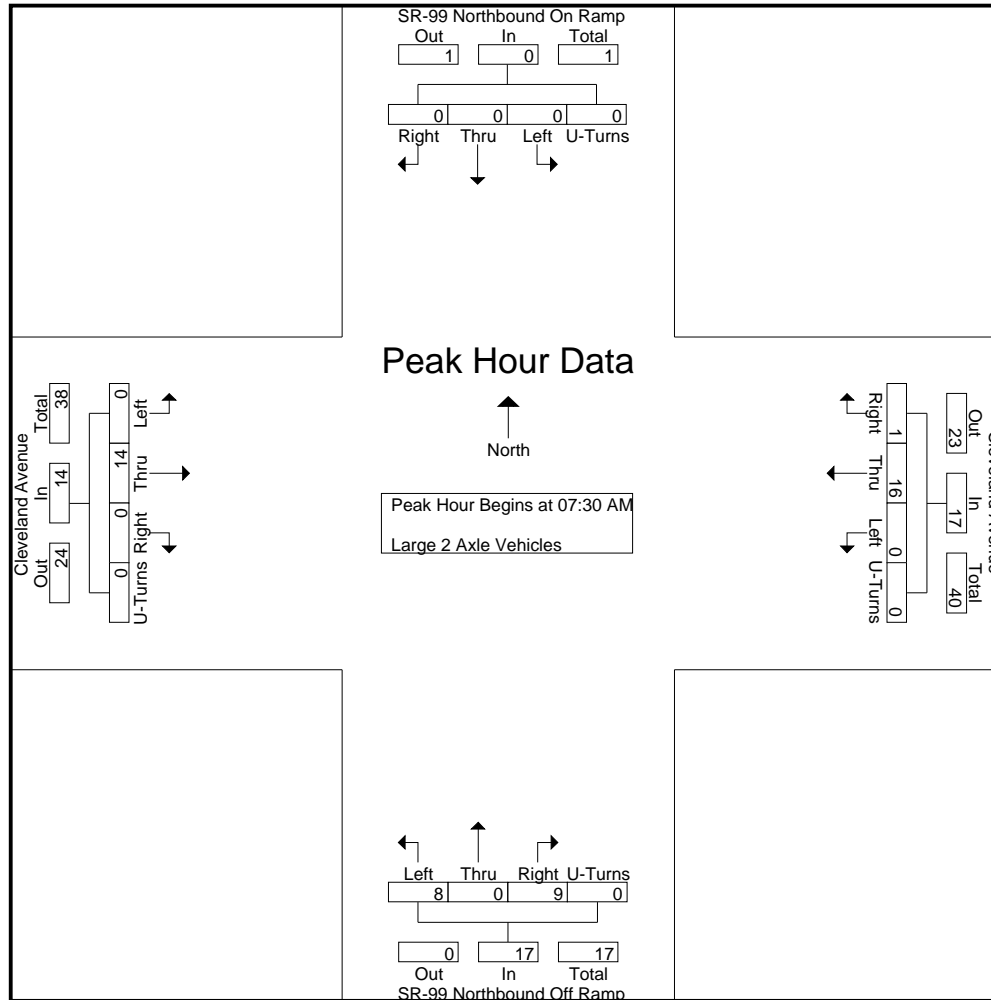 SR-99 Northbound On Ramp
Out In Total
1 0 1
0 0 0 0
Right Thru Left U-Turns
Peak Hour Data
North
Peak Hour Begins at 07:30 AM
Large 2 Axle Vehicles
Cleveland Avenue
Total In Out
38 14 24
0 14 0 0
Left Thru Right U-Turns
Out In Total
23 17 40
1 16 0 0
Right Thru Left U-Turns
Left Thru Right U-Turns
8 0 9 0
0 17 17
Out In Total
SR-99 Northbound Off Ramp